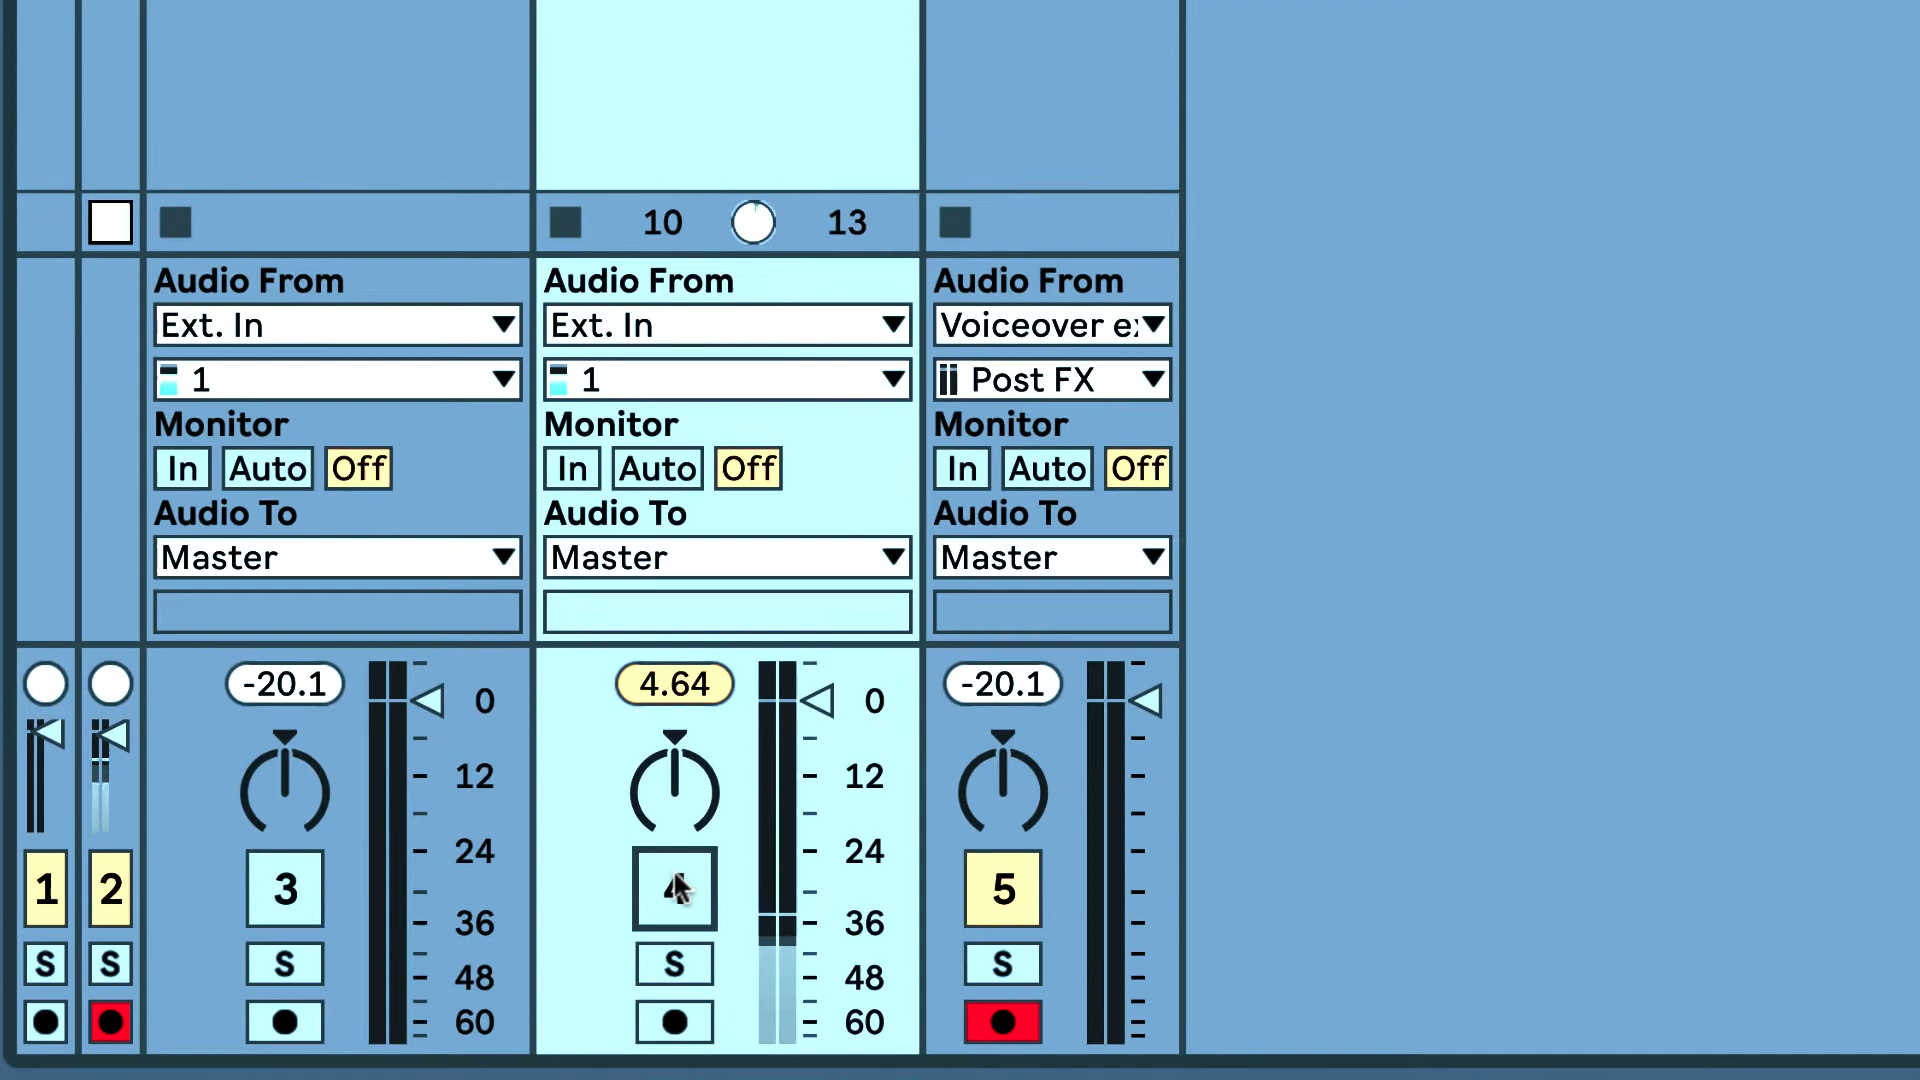 10 13
Audio From Audio From Audio From
Ext. In Ext. In Voiceover e
1 1 Post FX
Monitor Monitor Monitor
In Auto Off In Auto Off In Auto Off
Audio To Audio To Audio To
Master Master Master
-20.1 0 4.64 0 -20.1
12 12
24 24
1 2 3 4 5
36 36
S S S S S
48 48
60 60